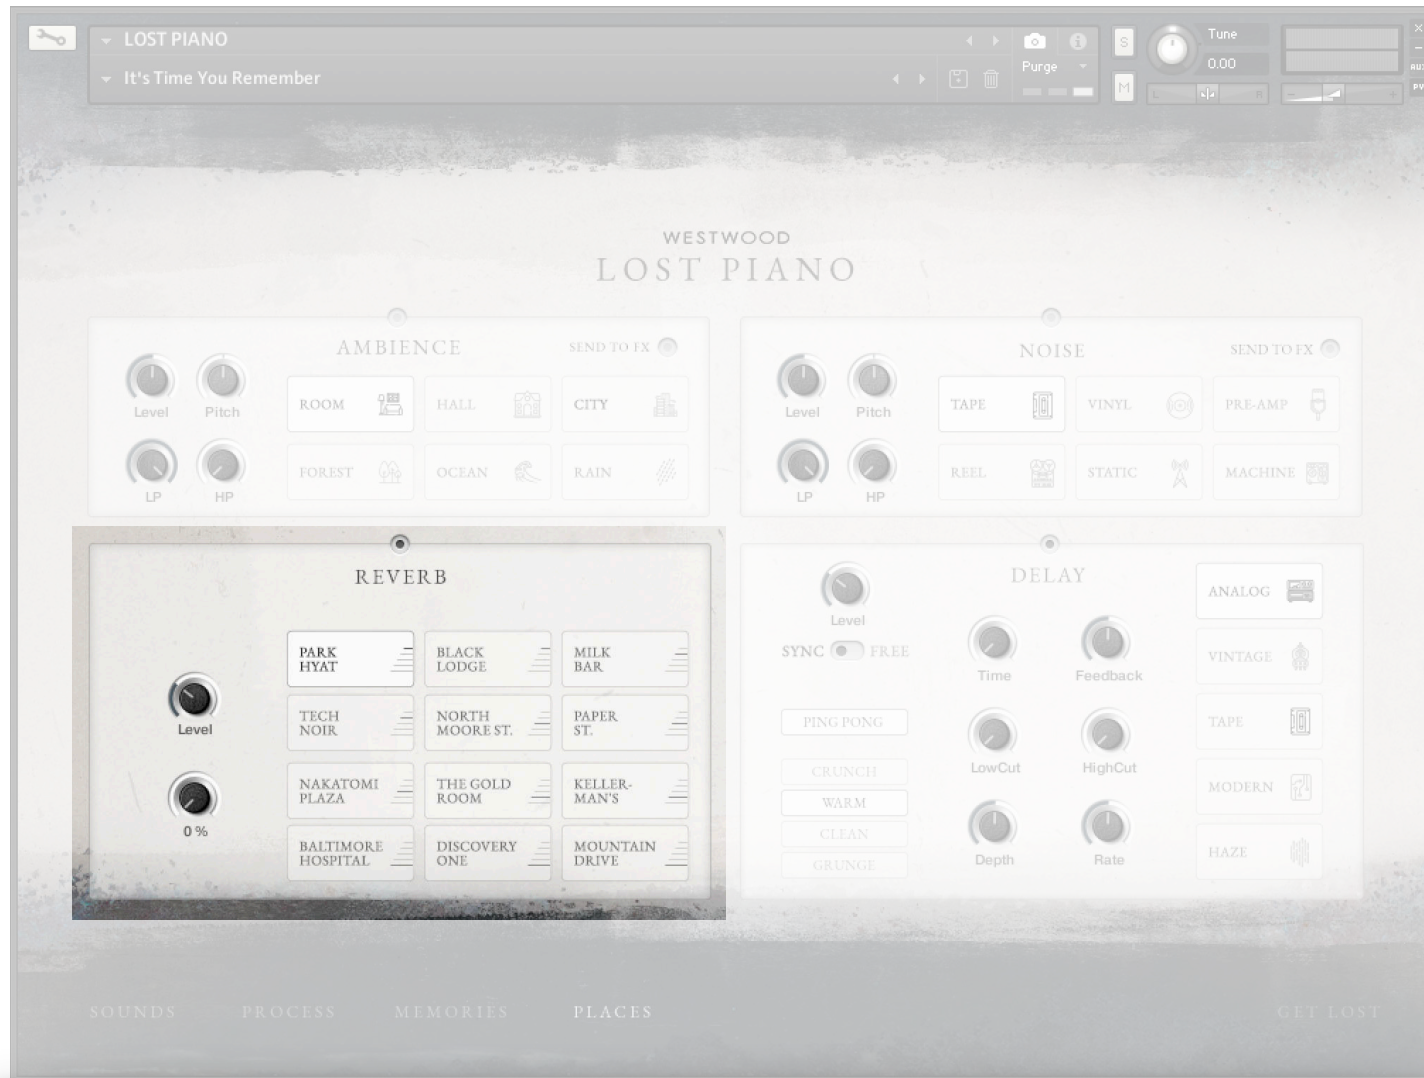 LOST PIANO
It's Time You Remember
Purge
S
M
Tune
0.00
L
R
AUX
PV
WESTWOOD
LOST PIANO
AMBIENCE
SEND TO FX
Level
Pitch
LP
HP
ROOM
HALL
CITY
FOREST
OCEAN
RAIN
NOISE
SEND TO FX
Level
Pitch
LP
HP
TAPE
VINYL
PRE-AMP
REEL
STATIC
MACHINE
REVERB
Level
0 %
PARK
HYAT
BLACK
LODGE
MILK
BAR
TECH
NOIR
NORTH
MOORE ST.
PAPER
ST.
NAKATOMI
PLAZA
THE GOLD
ROOM
KELLER-
MAN'S
BALTIMORE
HOSPITAL
DISCOVERY
ONE
MOUNTAIN
DRIVE
DELAY
Level
SYNC
FREE
PING PONG
CRUNCH
WARM
CLEAN
GRUNGE
Time
Feedback
LowCut
HighCut
Depth
Rate
ANALOG
VINTAGE
TAPE
MODERN
HAZE
SOUNDS
PROCESS
MEMORIES
PLACES
GET LOST